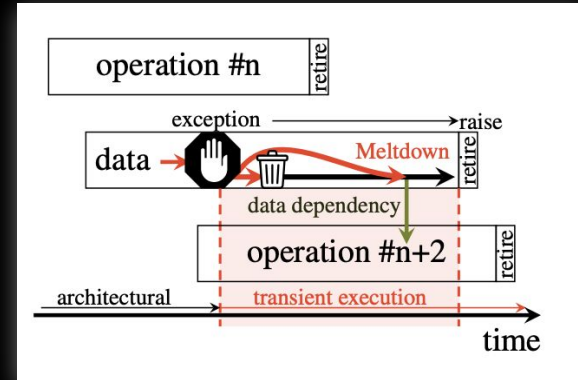 operation #n
retire
exception
raise
data
Meltdown
retire
data dependency
operation #n+2
retire
architectural
transient execution
time